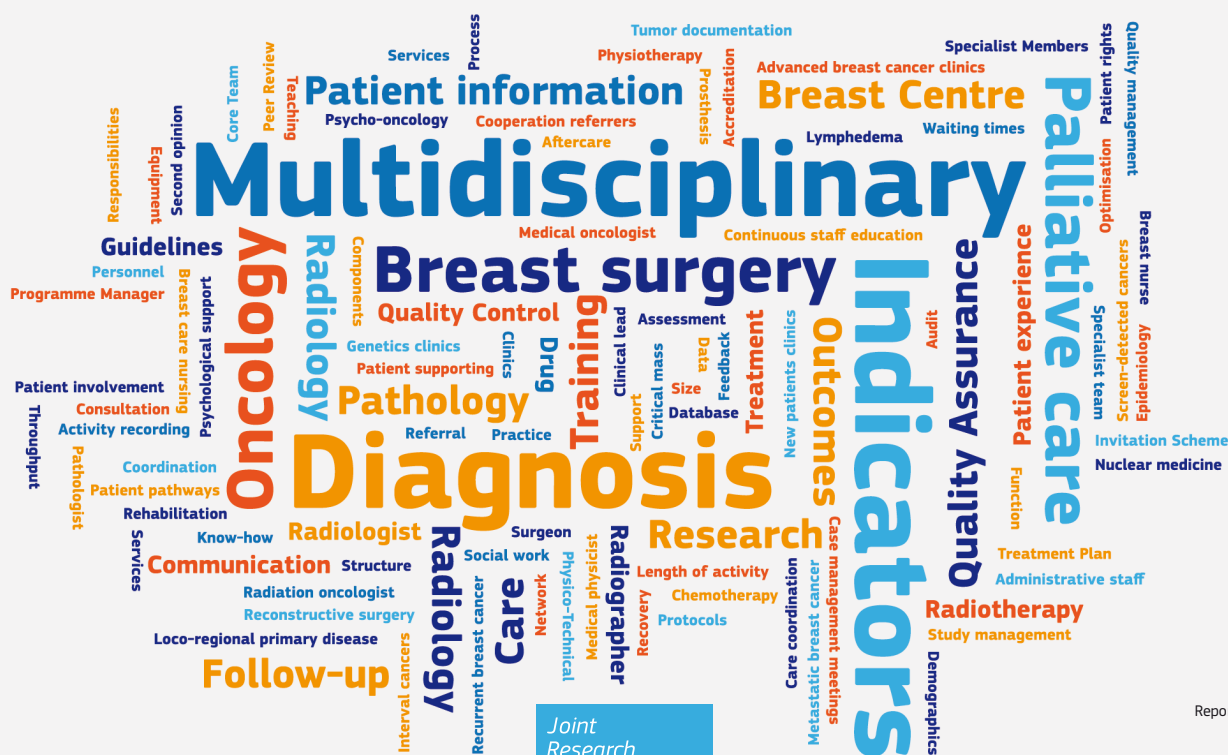 Process
Tumor documentation
Quality management
Patient rights
Specialist Members
Services
Physiotherapy
Peer Review
Core Team
Teaching
Advanced breast cancer clinics
Accreditation
Prosthesis
Patient information
Breast Centre
Palliative care
Responsibilities
Second opinion
Equipment
Psycho-oncology
Cooperation referrers
Aftercare
Lymphedema
Waiting times
Optimisation
Multidisciplinary
Medical oncologist
Continuous staff education
Breast nurse
Guidelines
Oncology
Radiology
Components
Breast surgery
Quality Assurance
Patient experience
Screen-detected cancers
Personnel
Programme Manager
Breast care nursing
Psychological support
Quality Control
Training
Clinical lead
Assessment
Indicators
Audit
Specialist team
Epidemiology
Genetics clinics
Clinics
Drug
Critical mass
Data
Feedback
Treatment
New patients clinics
Outcomes
Patient supporting
Patient involvement
Size
Consultation
Pathology
Support
Database
Throughput
Activity recording
Referral
Practice
Invitation Scheme
Pathologist
Coordination
Diagnosis
Nuclear medicine
Patient pathways
Function
Rehabilitation
Radiologist
Surgeon
Research
Services
Know-how
Radiology
Social work
Physico-Technical
Medical physicist
Radiographer
Case management meetings
Treatment Plan
Communication
Structure
Length of activity
Administrative staff
Radiation oncologist
Recurrent breast cancer
Care
Network
Recovery
Chemotherapy
Care coordination
Metastatic breast cancer
Radiotherapy
Reconstructive surgery
Protocols
Study management
Loco-regional primary disease
Interval cancers
Demographics
Follow-up
Joint
Research
Repo